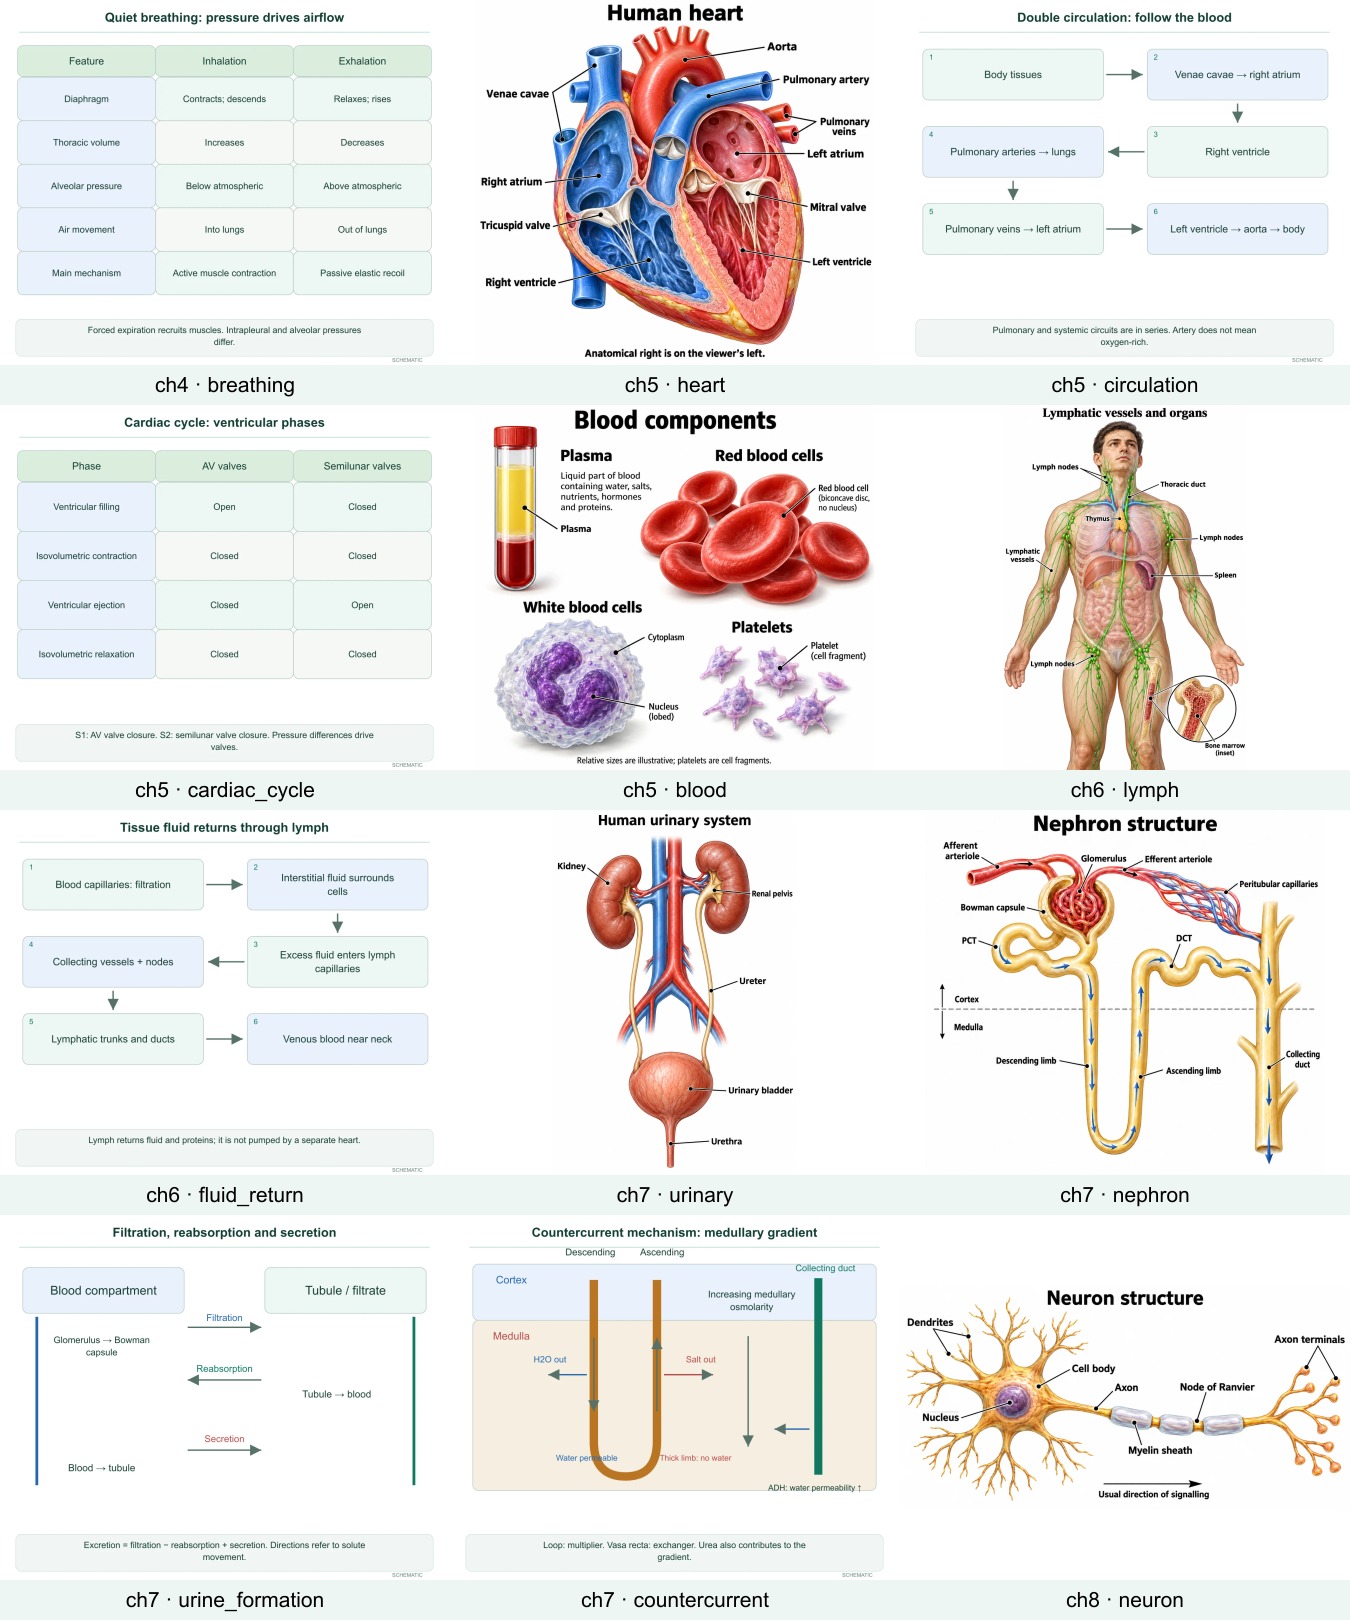 Quiet breathing: pressure drives airflow
Feature
Inhalation
Exhalation
Diaphragm
Contracts; descends
Relaxes; rises
Thoracic volume
Increases
Decreases
Alveolar pressure
Below atmospheric
Above atmospheric
Air movement
Into lungs
Out of lungs
Main mechanism
Active muscle contraction
Passive elastic recoil
Forced expiration recruits muscles. Intrapleural and alveolar pressures
differ.
SCHEMATIC
ch4 · breathing
Human heart
Aorta
Pulmonary artery
Venae cavae
Pulmonary
veins
Left atrium
Right atrium
Mitral valve
Tricuspid valve
Left ventricle
Right ventricle
Anatomical right is on the viewer's left.
ch5 · heart
Double circulation: follow the blood
1
Body tissues
2
Venae cavae → right atrium
3
Right ventricle
4
Pulmonary arteries → lungs
5
Pulmonary veins → left atrium
6
Left ventricle → aorta → body
Pulmonary and systemic circuits are in series. Artery does not mean
oxygen-rich.
SCHEMATIC
ch5 · circulation
Cardiac cycle: ventricular phases
Phase
AV valves
Semilunar valves
Ventricular filling
Open
Closed
Isovolumetric contraction
Closed
Closed
Ventricular ejection
Closed
Open
Isovolumetric relaxation
Closed
Closed
S1: AV valve closure. S2: semilunar valve closure. Pressure differences drive
valves.
SCHEMATIC
ch5 · cardiac_cycle
Blood components
Plasma
Liquid part of blood
containing water, salts,
nutrients, hormones
and proteins.
Plasma
Red blood cells
Red blood cell
(biconcave disc,
no nucleus)
White blood cells
Cytoplasm
Nucleus
(lobed)
Platelets
Platelet
(cell fragment)
Relative sizes are illustrative; platelets are cell fragments.
ch5 · blood
Lymphatic vessels and organs
Lymph nodes
Thoracic duct
Thymus
Lymph nodes
Lymphatic
vessels
Spleen
Lymph nodes
Bone marrow
(inset)
ch6 · lymph
Tissue fluid returns through lymph
1
Blood capillaries: filtration
2
Interstitial fluid surrounds
cells
3
Excess fluid enters lymph
capillaries
4
Collecting vessels + nodes
5
Lymphatic trunks and ducts
6
Venous blood near neck
Lymph returns fluid and proteins; it is not pumped by a separate heart.
SCHEMATIC
ch6 · fluid_return
Human urinary system
Kidney
Renal pelvis
Ureter
Urinary bladder
Urethra
ch7 · urinary
Nephron structure
Afferent
arteriole
Glomerulus
Efferent arteriole
Peritubular capillaries
Bowman capsule
PCT
DCT
Cortex
Medulla
Descending limb
Ascending limb
Collecting
duct
ch7 · nephron
Filtration, reabsorption and secretion
Blood compartment
Tubule / filtrate
Filtration
Glomerulus → Bowman
capsule
Reabsorption
Tubule → blood
Secretion
Blood → tubule
Excretion = filtration − reabsorption + secretion. Directions refer to solute
movement.
SCHEMATIC
ch7 · urine_formation
Countercurrent mechanism: medullary gradient
Descending
Ascending
Collecting duct
Cortex
Increasing medullary
osmolarity
Medulla
H2O out
Salt out
Water permeable
Thick limb: no water
ADH: water permeability ↑
Loop: multiplier. Vasa recta: exchanger. Urea also contributes to the
gradient.
SCHEMATIC
ch7 · countercurrent
Neuron structure
Dendrites
Axon terminals
Cell body
Axon
Node of Ranvier
Nucleus
Myelin sheath
Usual direction of signalling
ch8 · neuron